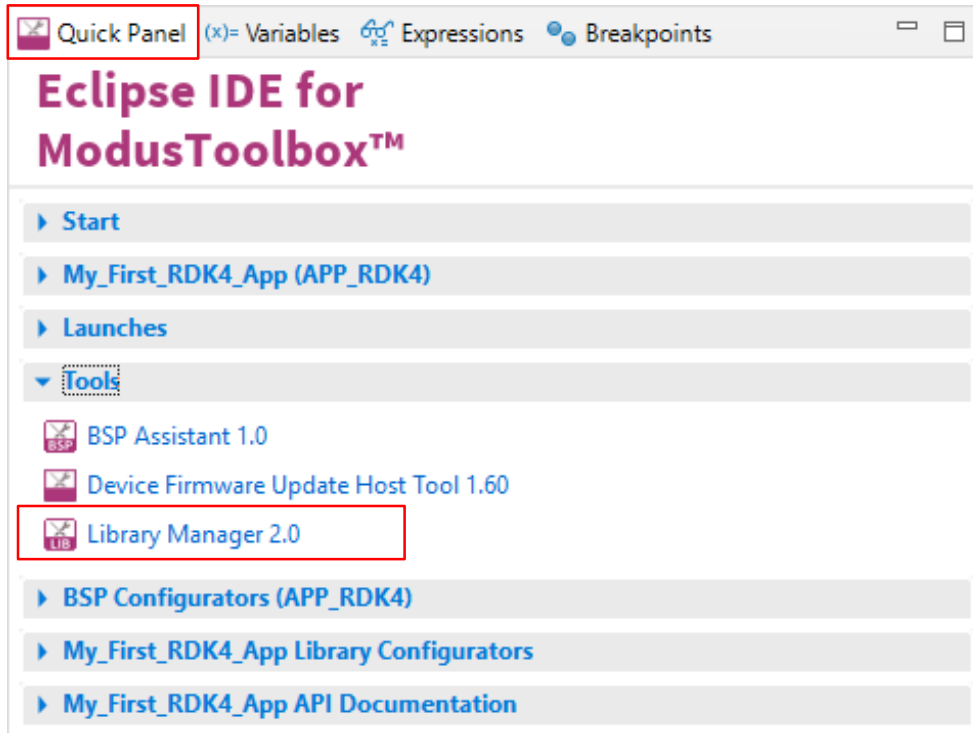 Quick Panel (x)= Variables Expressions Breakpoints
Eclipse IDE for
ModusToolbox™
Start
My_First_RDK4_App (APP_RDK4)
Launches
Tools
BSP BSP Assistant 1.0
Device Firmware Update Host Tool 1.60
LIB Library Manager 2.0
BSP Configurators (APP_RDK4)
My_First_RDK4_App Library Configurators
My_First_RDK4_App API Documentation